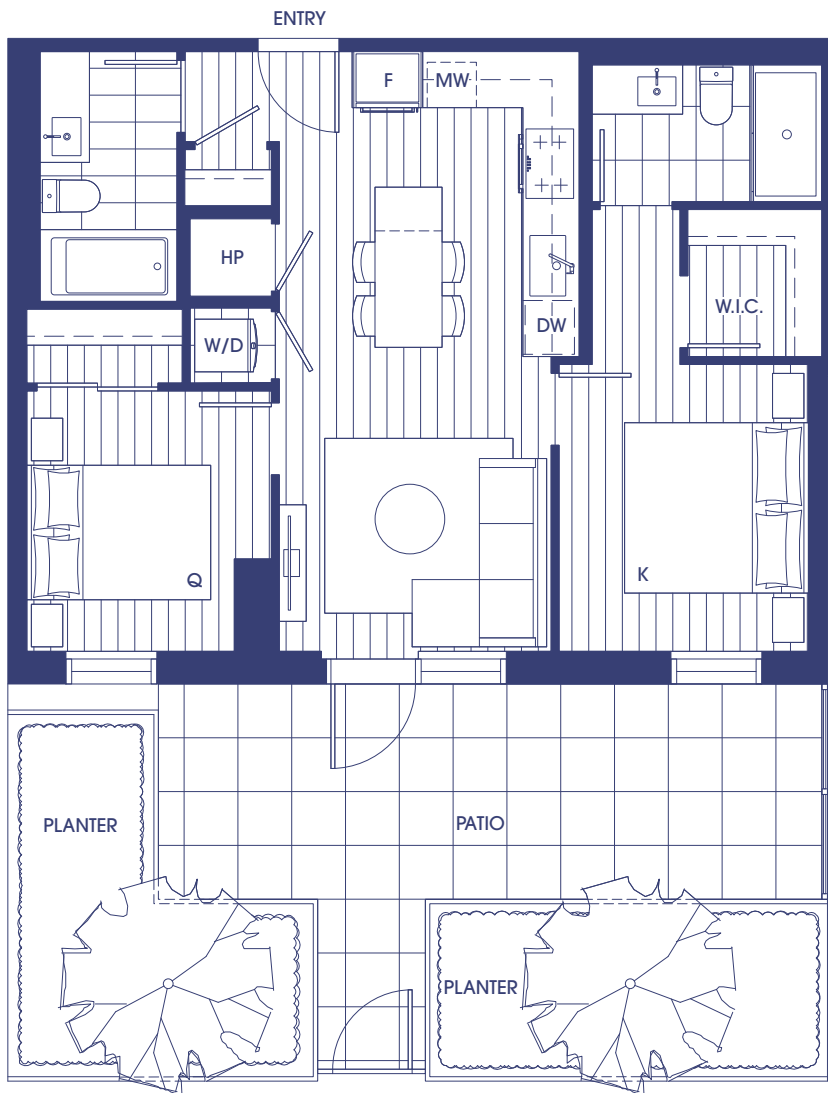 ENTRY
F
MW
HP
W.I.C.
DW
W/D
Q
K
PLANTER
PATIO
PLANTER